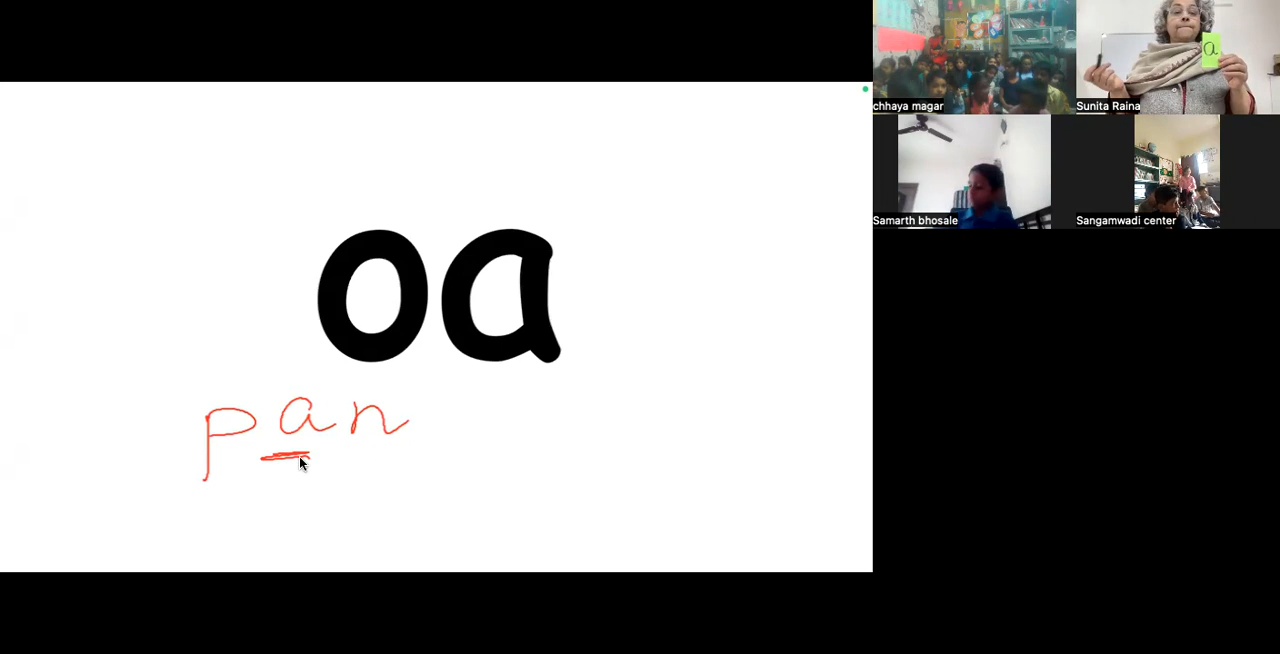 oa
pan
chhaya magar
a
Sunita Raina
Samarth bhosale
Sangamwadi center